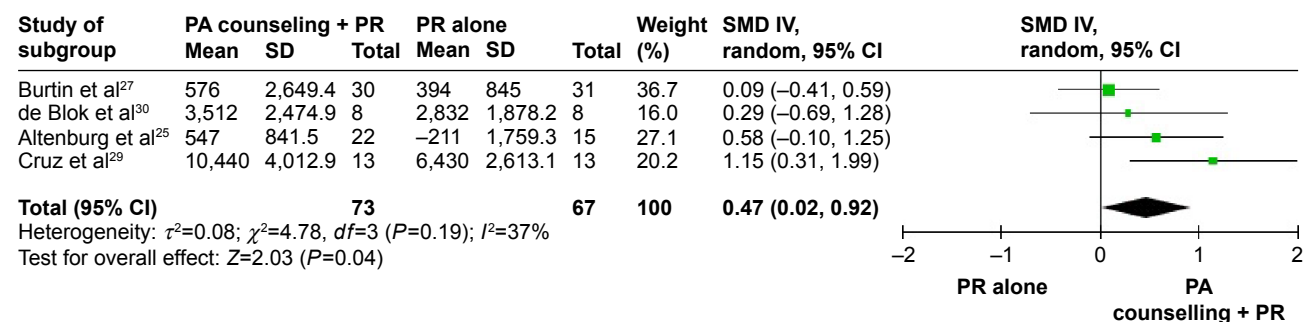 Study of subgroup PA counseling + PR PR alone Weight (%) SMD IV, random, 95% CI SMD IV, random, 95% CI
Mean SD Total Mean SD Total
Burtin et al27 576 2,649.4 30 394 845 31 36.7 0.09 (–0.41, 0.59)
de Blok et al30 3,512 2,474.9 8 2,832 1,878.2 8 16.0 0.29 (–0.69, 1.28)
Altenburg et al25 547 841.5 22 –211 1,759.3 15 27.1 0.58 (–0.10, 1.25)
Cruz et al29 10,440 4,012.9 13 6,430 2,613.1 13 20.2 1.15 (0.31, 1.99)
Total (95% CI) 73 67 100 0.47 (0.02, 0.92)
Heterogeneity: τ2=0.08; χ2=4.78, df=3 (P=0.19); I2=37%
Test for overall effect: Z=2.03 (P=0.04)
–2 –1 0 1 2
PR alone PA
counselling + PR